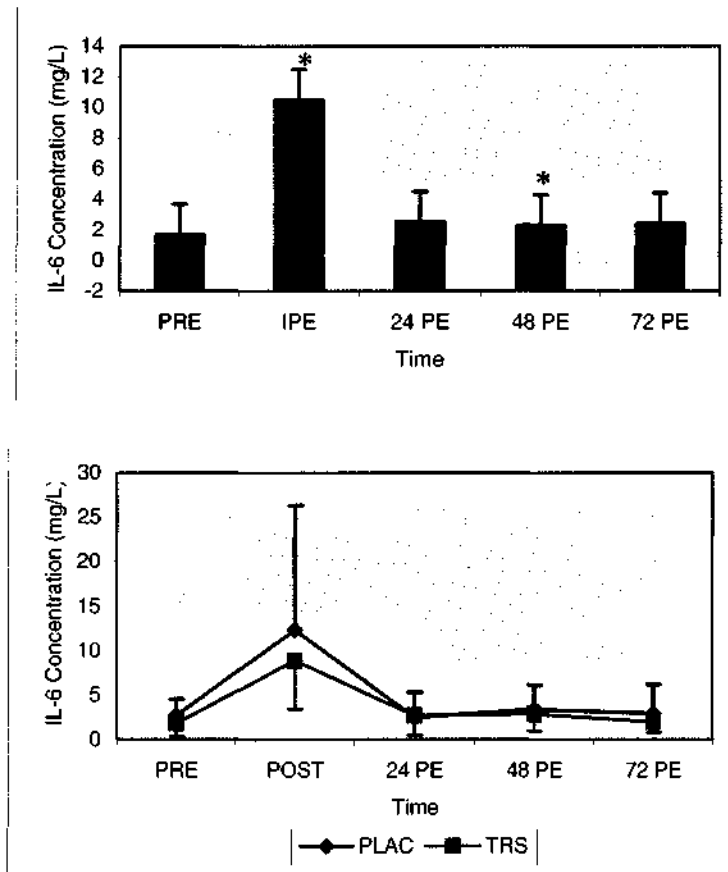 14
12
10
8
6
4
2
0
-2
IL-6 Concentration (mg/L)
*
*
PRE IPE 24 PE 48 PE 72 PE
Time
30
25
20
15
10
5
0
IL-6 Concentration (mg/L)
PRE POST 24 PE 48 PE 72 PE
Time
PLAC TRS